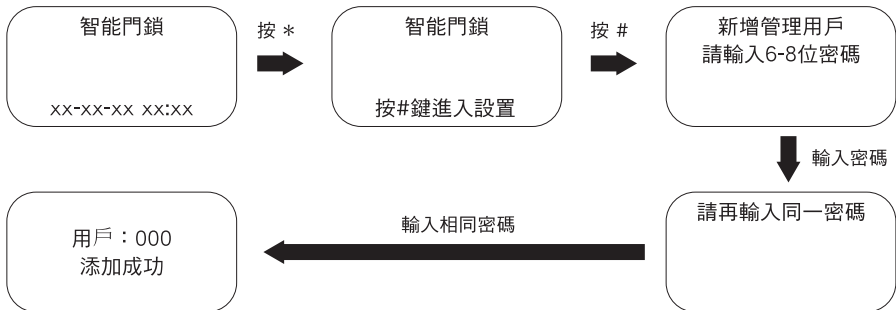 智能門鎖
xx-xx-xx xx:xx
按 *
智能門鎖
按#鍵進入設置
按 #
新增管理用戶
請輸入6-8位密碼
輸入密碼
請再輸入同一密碼
輸入相同密碼
用戶：000
添加成功